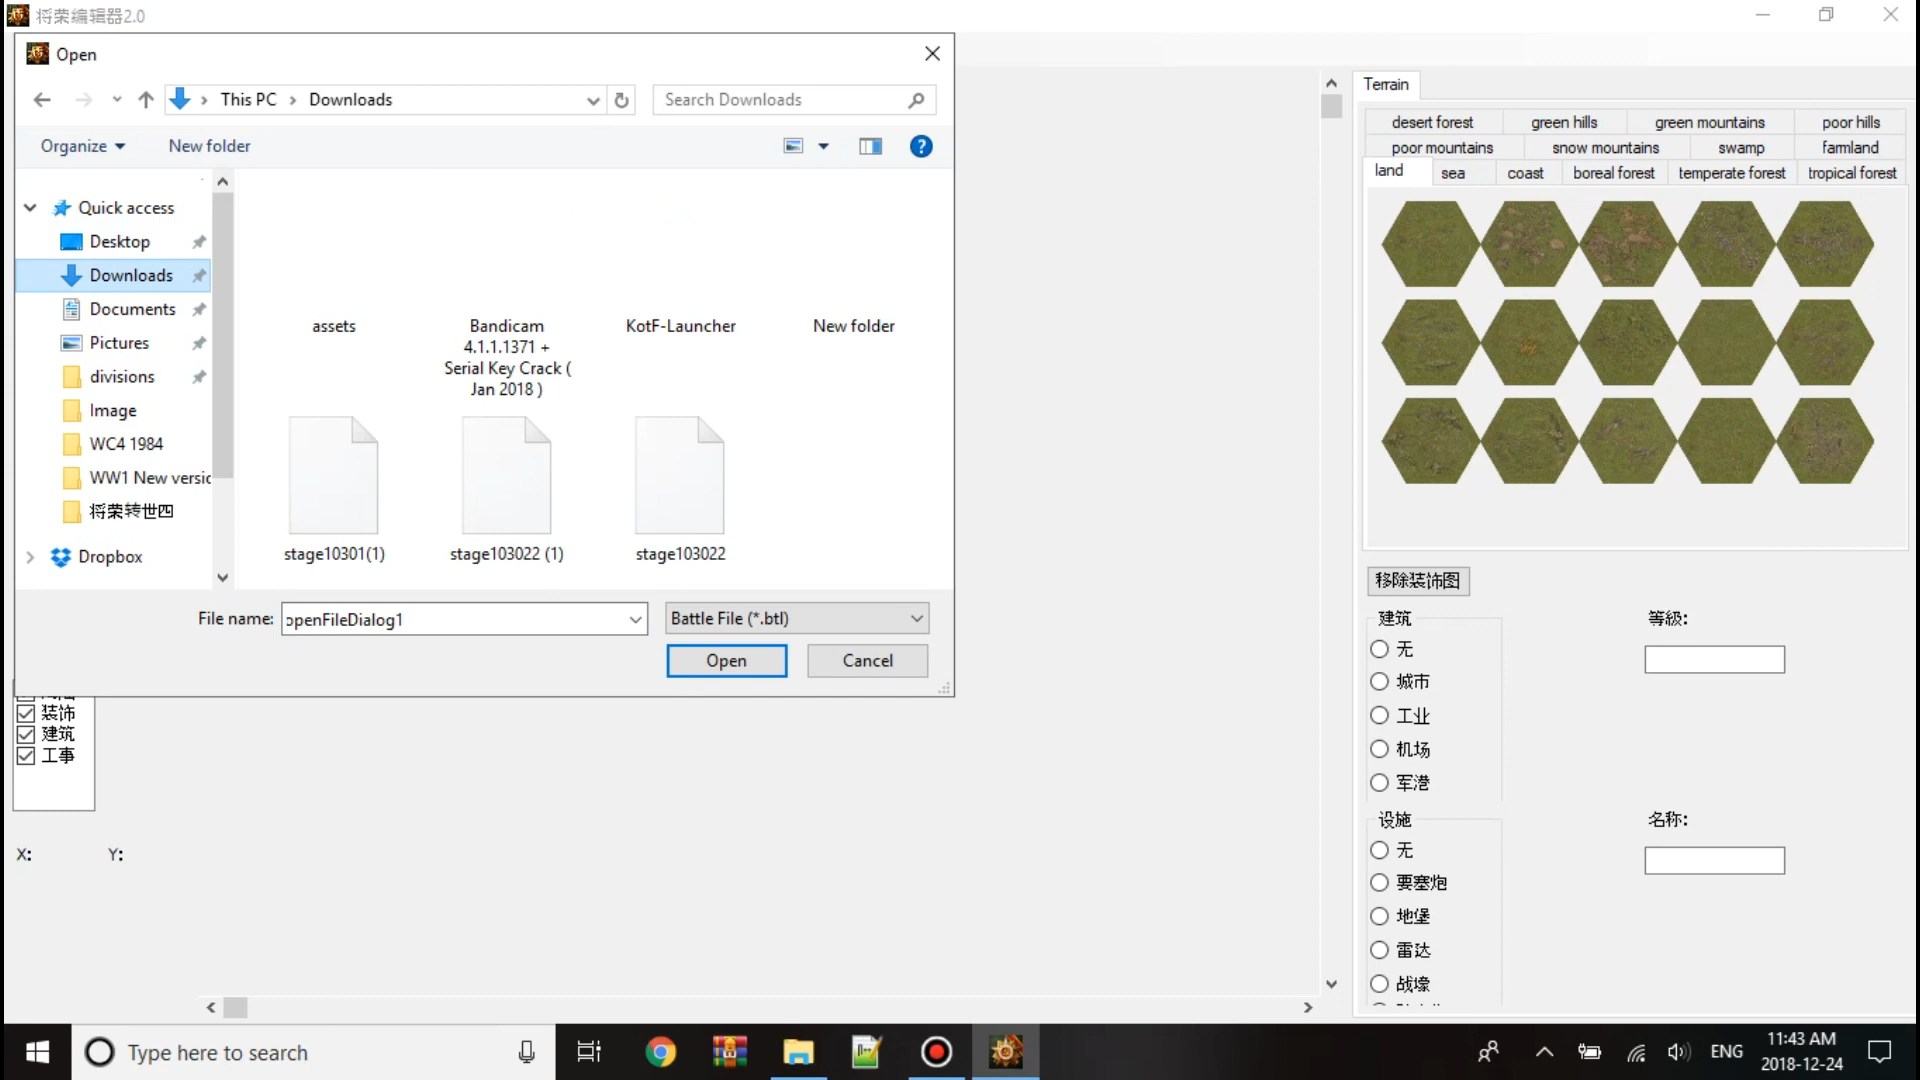 将荣编辑器2.0
Open
This PC
Downloads
Search Downloads
Organize
New folder
Quick access
Desktop
Downloads
Documents
Pictures
divisions
Image
WC4 1984
WW1 New versic
将荣转世四
Dropbox
assets
Bandicam
4.1.1.1371 +
Serial Key Crack (
Jan 2018 )
KotF-Launcher
New folder
stage10301(1)
stage103022 (1)
stage103022
File name:
openFileDialog1
Battle File (*.btl)
Open
Cancel
装饰
建筑
工事
X:
Y:
Terrain
desert forest
green hills
green mountains
poor hills
poor mountains
snow mountains
swamp
farmland
land
sea
coast
boreal forest
temperate forest
tropical forest
移除装饰图
建筑
等級:
无
城市
工业
机场
军港
设施
名称:
无
要塞炮
地堡
雷达
战壕
Type here to search
ENG
11:43 AM
2018-12-24